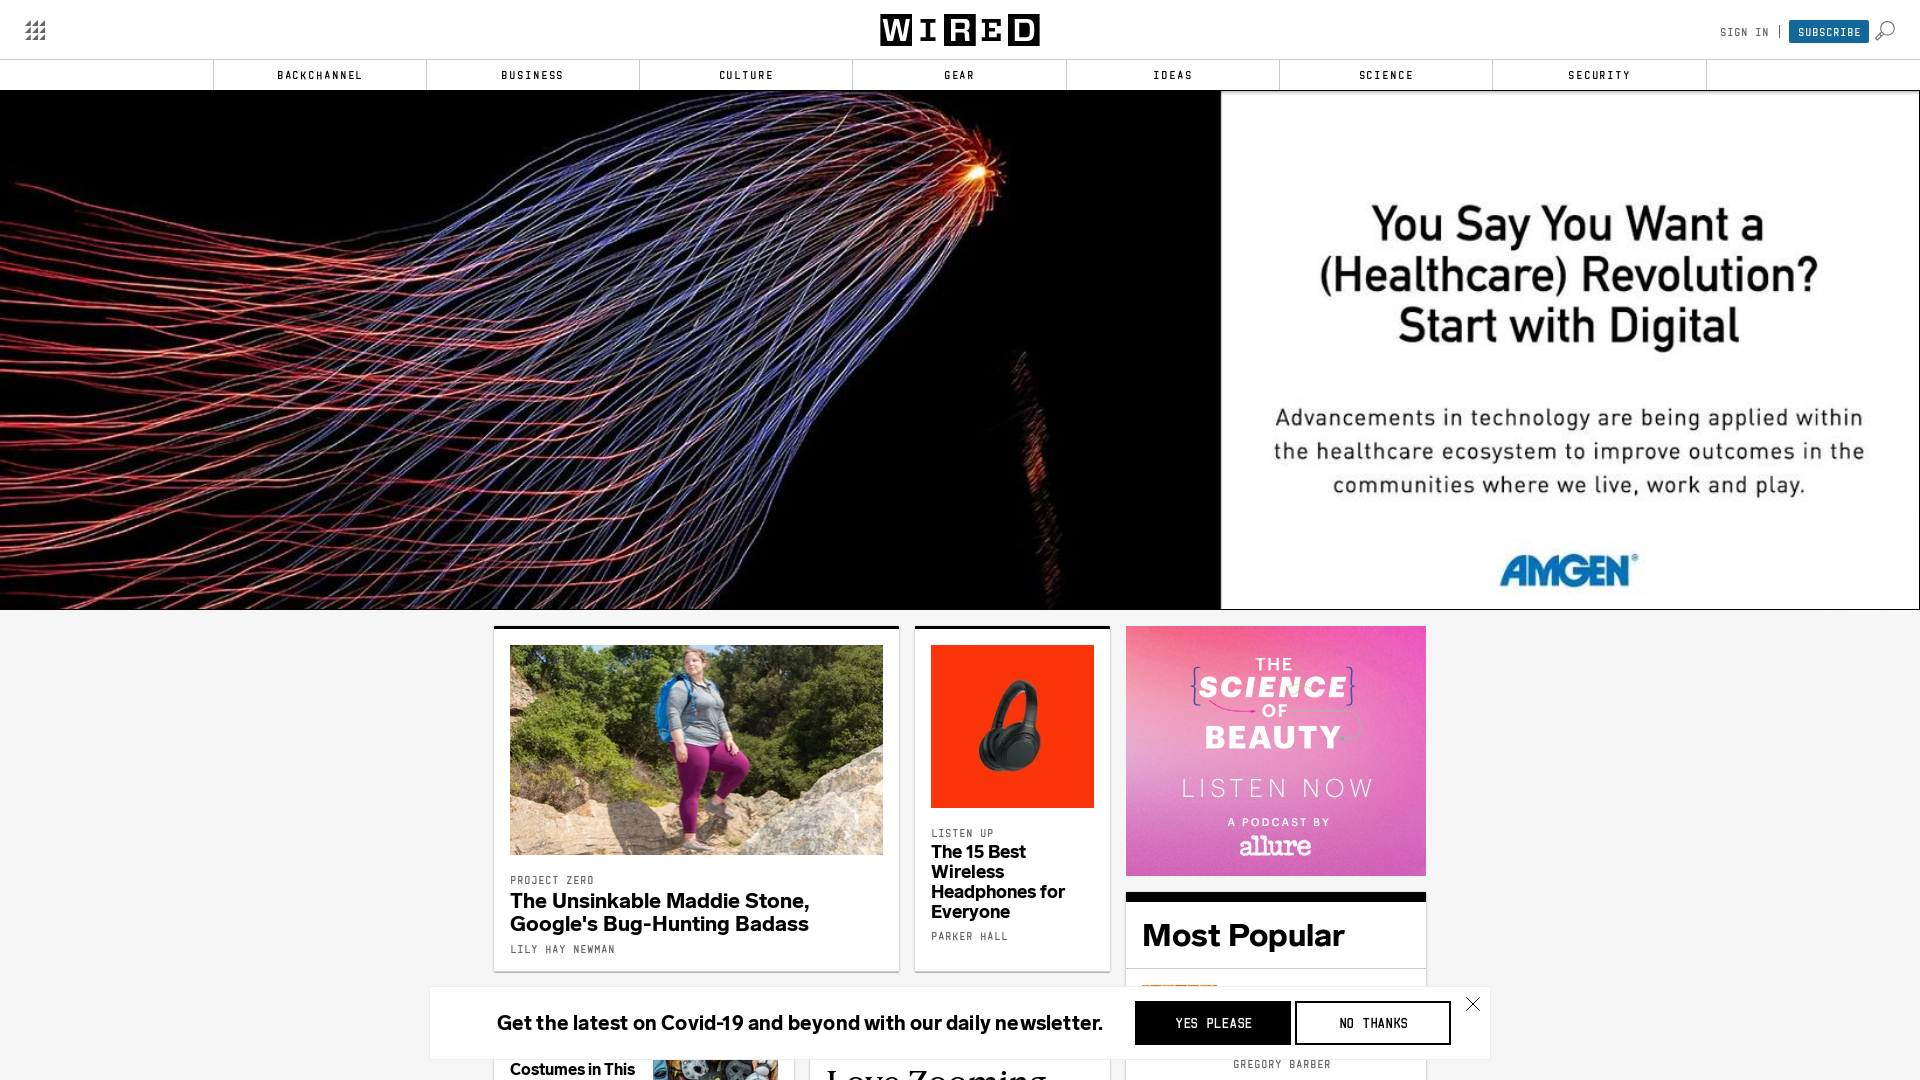 WIRED
SIGN IN
SUBSCRIBE
BACKCHANNEL
BUSINESS
CULTURE
GEAR
IDEAS
SCIENCE
SECURITY
You Say You Want a
(Healthcare) Revolution?
Start with Digital
Advancements in technology are being applied within
the healthcare ecosystem to improve outcomes in the
communities where we live, work and play.
AMGEN®
PROJECT ZERO
The Unsinkable Maddie Stone,
Google's Bug-Hunting Badass
LILY HAY NEWMAN
LISTEN UP
The 15 Best
Wireless
Headphones for
Everyone
PARKER HALL
THE
{SCIENCE}
OF
BEAUTY
LISTEN NOW
A PODCAST BY
allure
Most Popular
Get the latest on Covid-19 and beyond with our daily newsletter.
YES PLEASE
NO THANKS
GREGORY BARBER
Costumes in This
Love Zooming